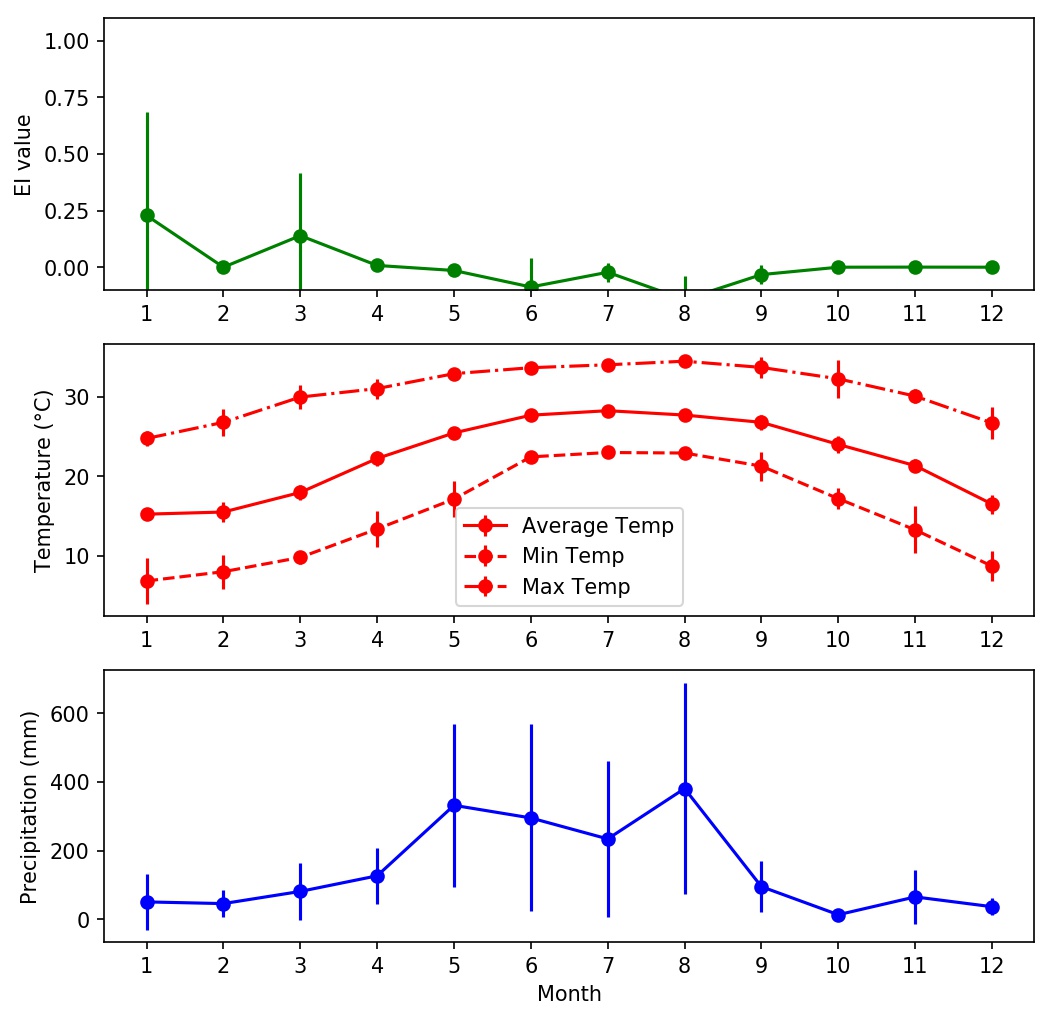 EI value
1.00
0.75
0.50
0.25
0.00
1 2 3 4 5 6 7 8 9 10 11 12
Temperature (°C)
30
20
10
Average Temp
Min Temp
Max Temp
1 2 3 4 5 6 7 8 9 10 11 12
Precipitation (mm)
600
400
200
0
1 2 3 4 5 6 7 8 9 10 11 12
Month